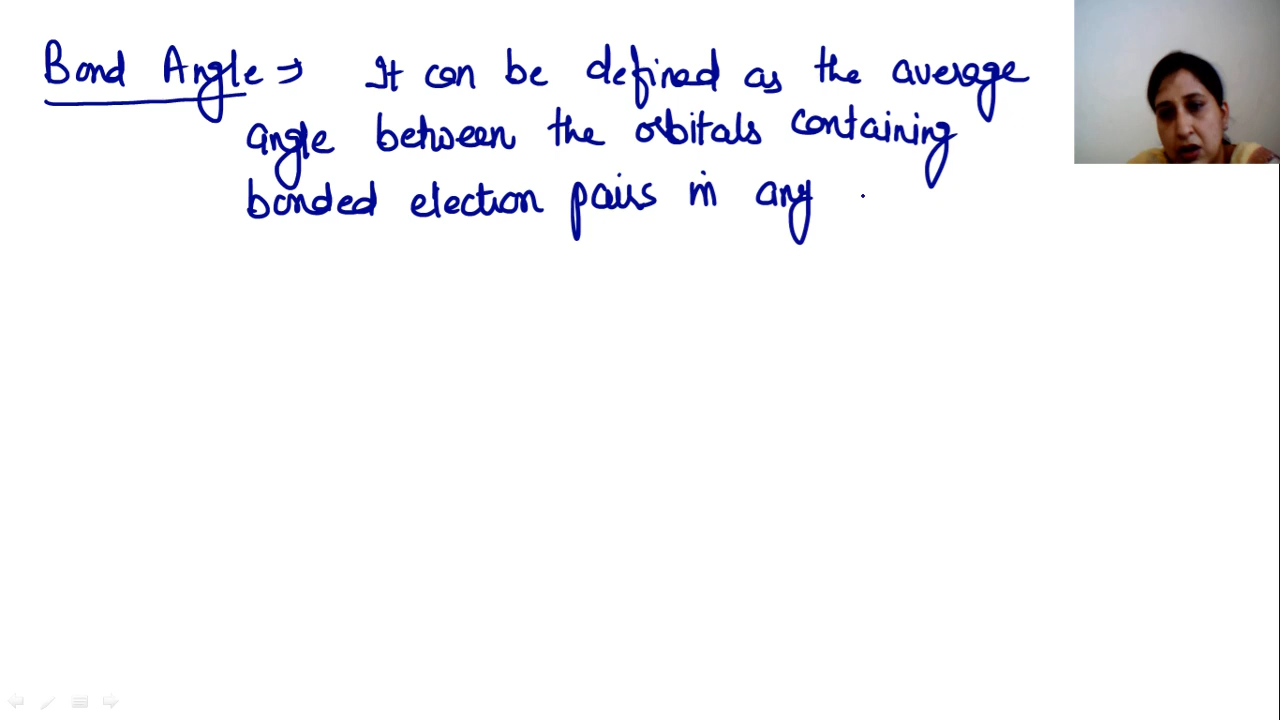 Bond Angle ⇒ It can be defined as the average
angle between the orbitals containing
bonded electron pairs in any